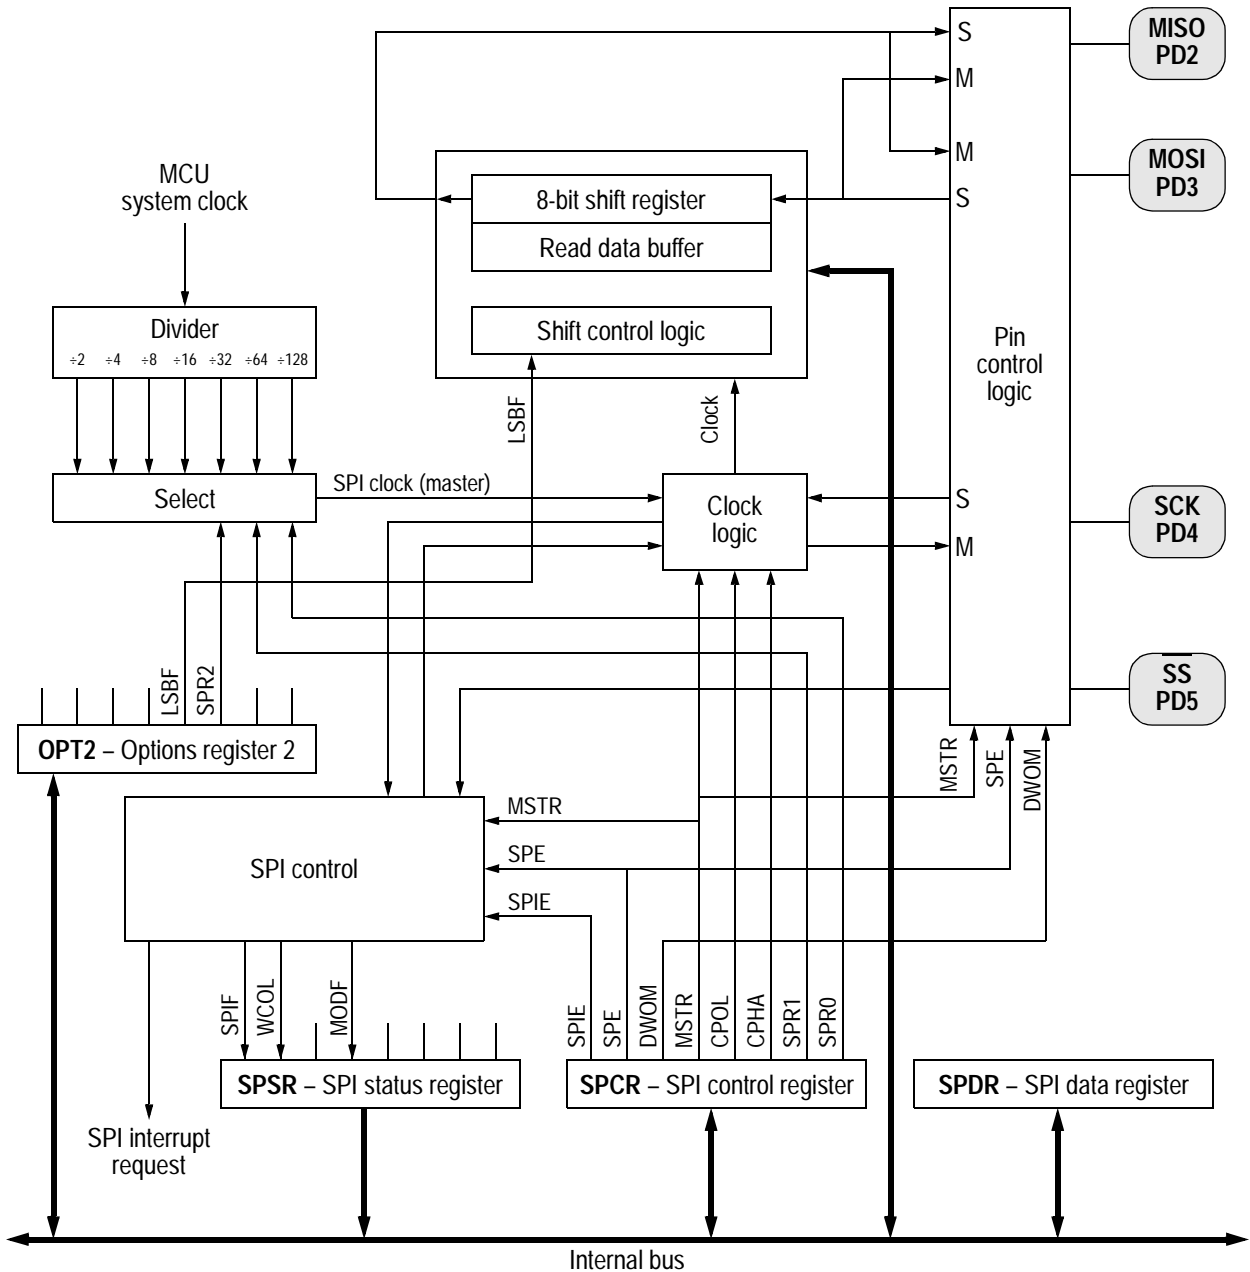 S
MISO
PD2
M
M
MOSI
PD3
S
MCU
system clock
8-bit shift register
Read data buffer
Divider
÷2 ÷4 ÷8 ÷16 ÷32 ÷64 ÷128
Shift control logic
Pin
control
logic
LSBF
Clock
Select
SPI clock (master)
Clock
logic
S
M
SCK
PD4
LSBF
SPR2
SS
PD5
OPT2 – Options register 2
MSTR
SPE
DWOM
MSTR
SPI control
SPE
SPIE
SPIF
WCOL
MODF
SPIE
SPE
DWOM
MSTR
CPOL
CPHA
SPR1
SPR0
SPSR – SPI status register
SPCR – SPI control register
SPDR – SPI data register
SPI interrupt
request
Internal bus